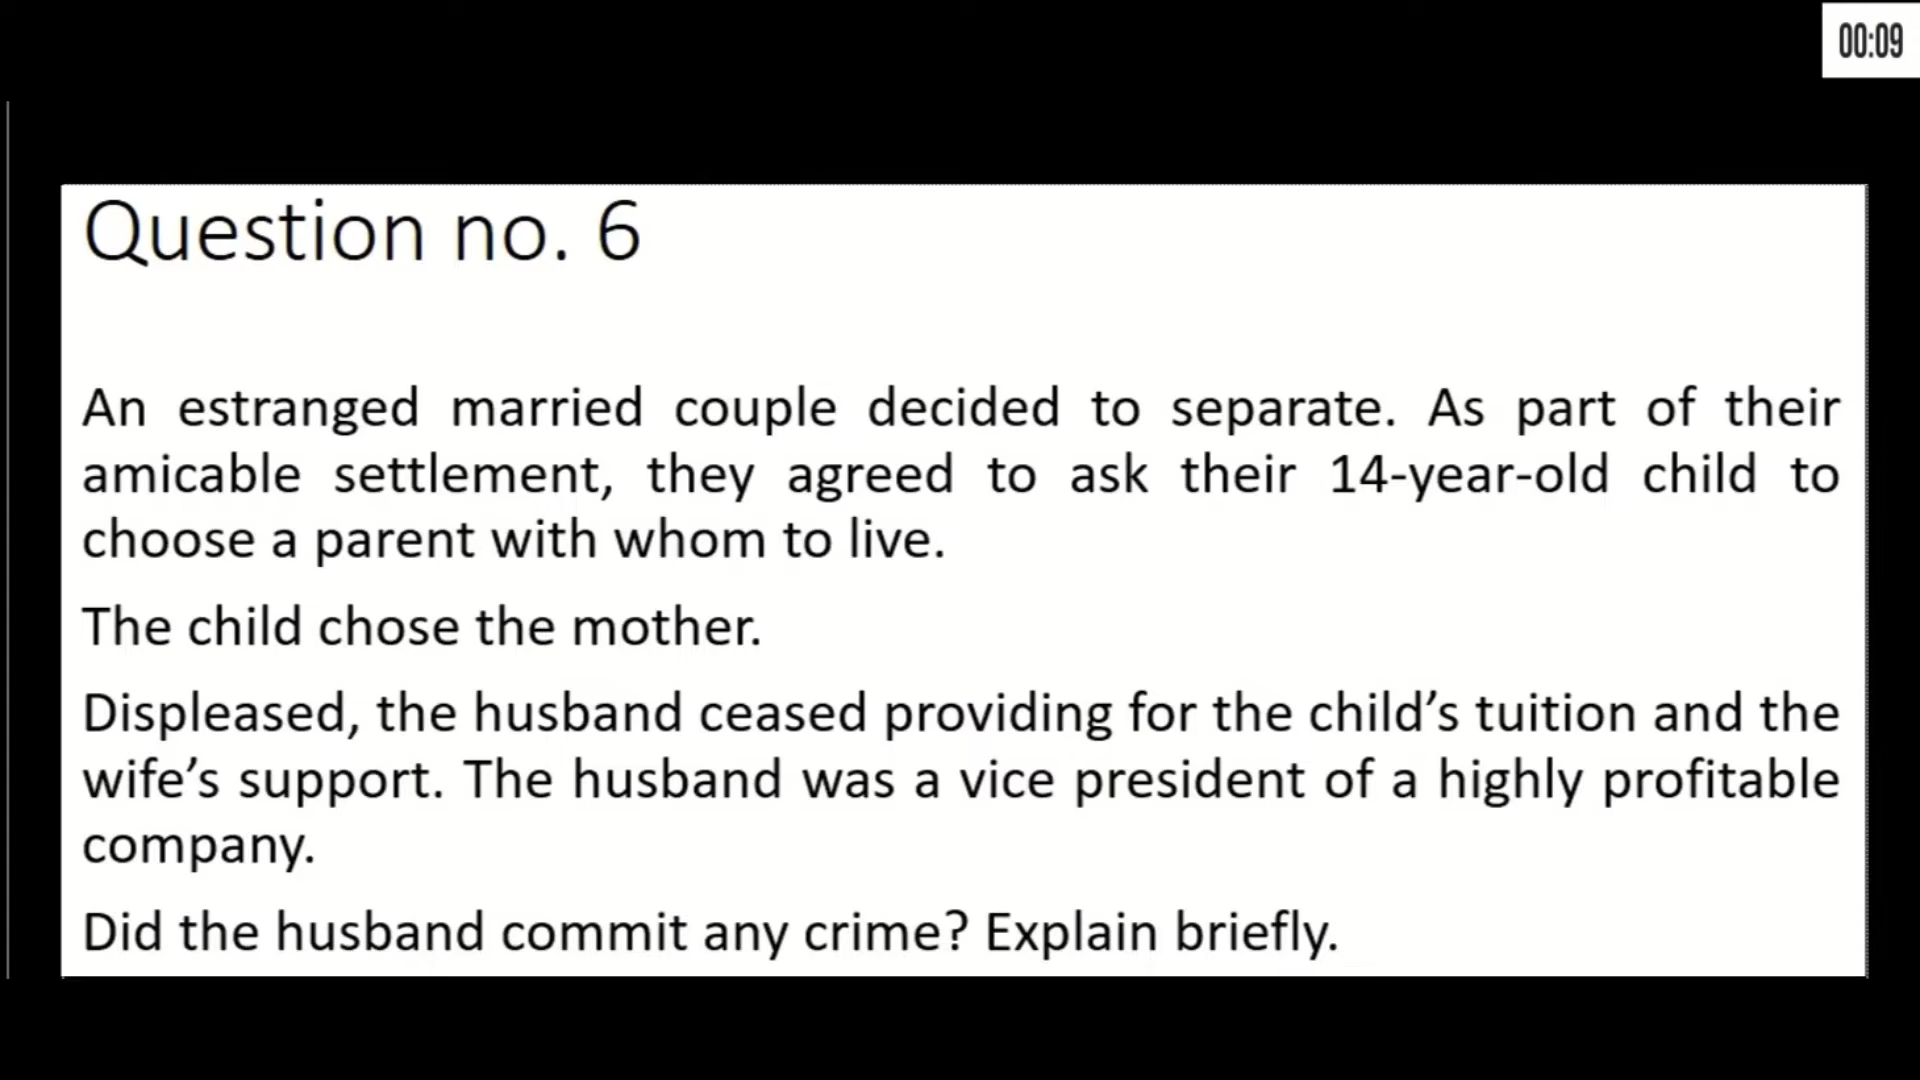 00:09
Question no. 6
An estranged married couple decided to separate. As part of their
amicable settlement, they agreed to ask their 14-year-old child to
choose a parent with whom to live.
The child chose the mother.
Displeased, the husband ceased providing for the child’s tuition and the
wife’s support. The husband was a vice president of a highly profitable
company.
Did the husband commit any crime? Explain briefly.